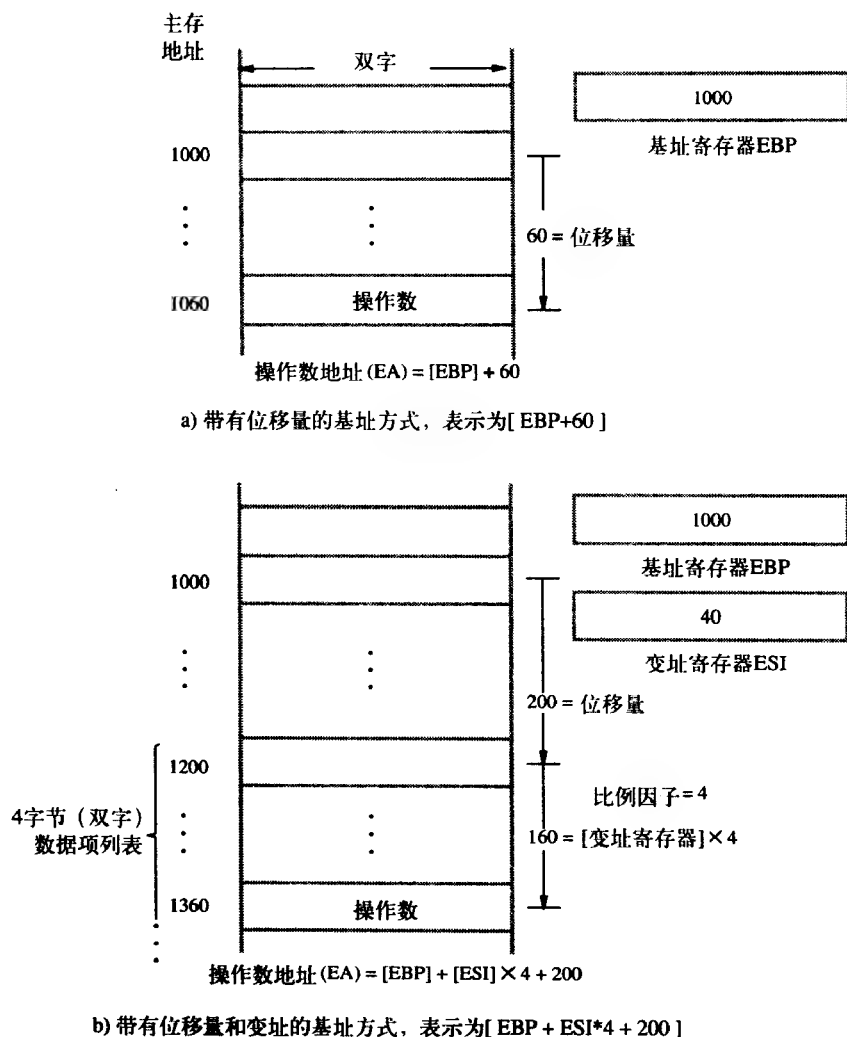 主存
地址
双字
1000
基址寄存器EBP
1000
60 = 位移量
1060
操作数
操作数地址(EA) = [EBP] + 60
a) 带有位移量的基址方式，表示为[ EBP+60 ]
1000
基址寄存器EBP
1000
40
变址寄存器ESI
200 = 位移量
1200
比例因子 = 4
4字节（双字）
数据项列表
160 = [变址寄存器] × 4
1360
操作数
操作数地址(EA) = [EBP] + [ESI] × 4 + 200
b) 带有位移量和变址的基址方式，表示为[ EBP + ESI*4 + 200 ]